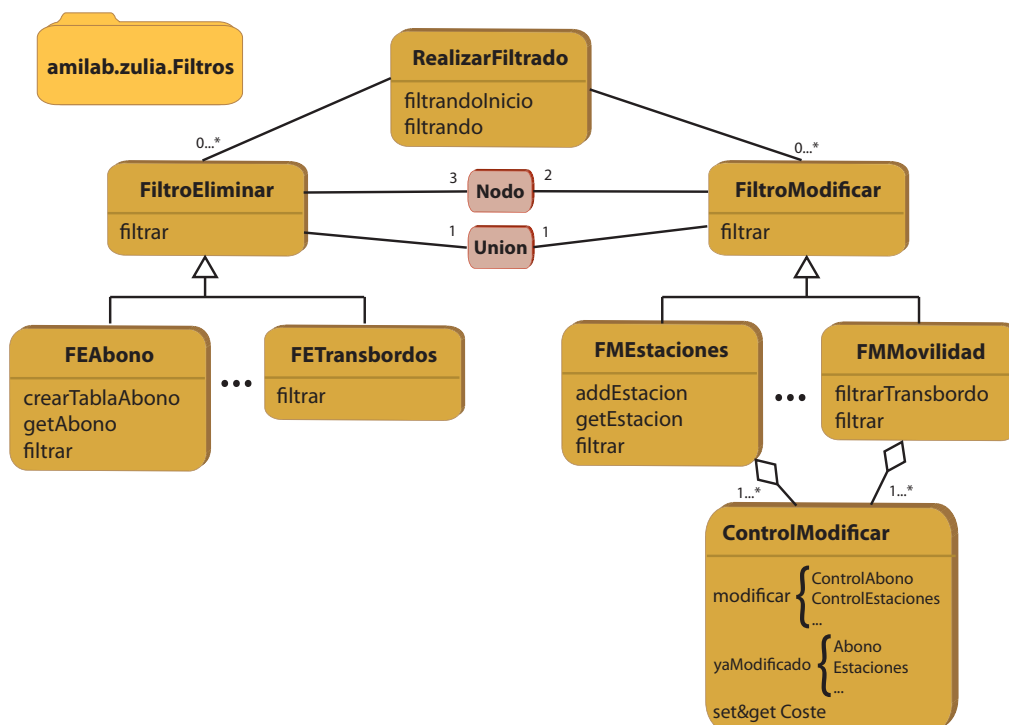 amilab.zulia.Filtros
RealizarFiltrado
filtrandoInicio
filtrando
0...*
0...*
FiltroEliminar
filtrar
3
Nodo
2
1
Union
1
FiltroModificar
filtrar
FEAbono
crearTablaAbono
getAbono
filtrar
...
FETransbordos
filtrar
FMEstaciones
addEstacion
getEstacion
filtrar
...
FMMovilidad
filtrarTransbordo
filtrar
1...*
1...*
ControlModificar
modificar { ControlAbono
ControlEstaciones
...
yaModificado { Abono
Estaciones
...
set&get Coste